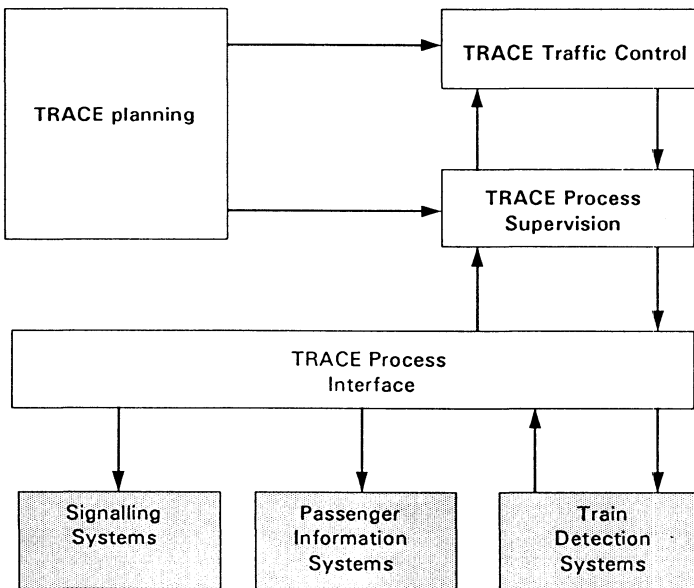 TRACE Traffic Control
TRACE planning
TRACE Process
Supervision
TRACE Process
Interface
Signalling
Systems
Passenger
Information
Systems
Train
Detection
Systems